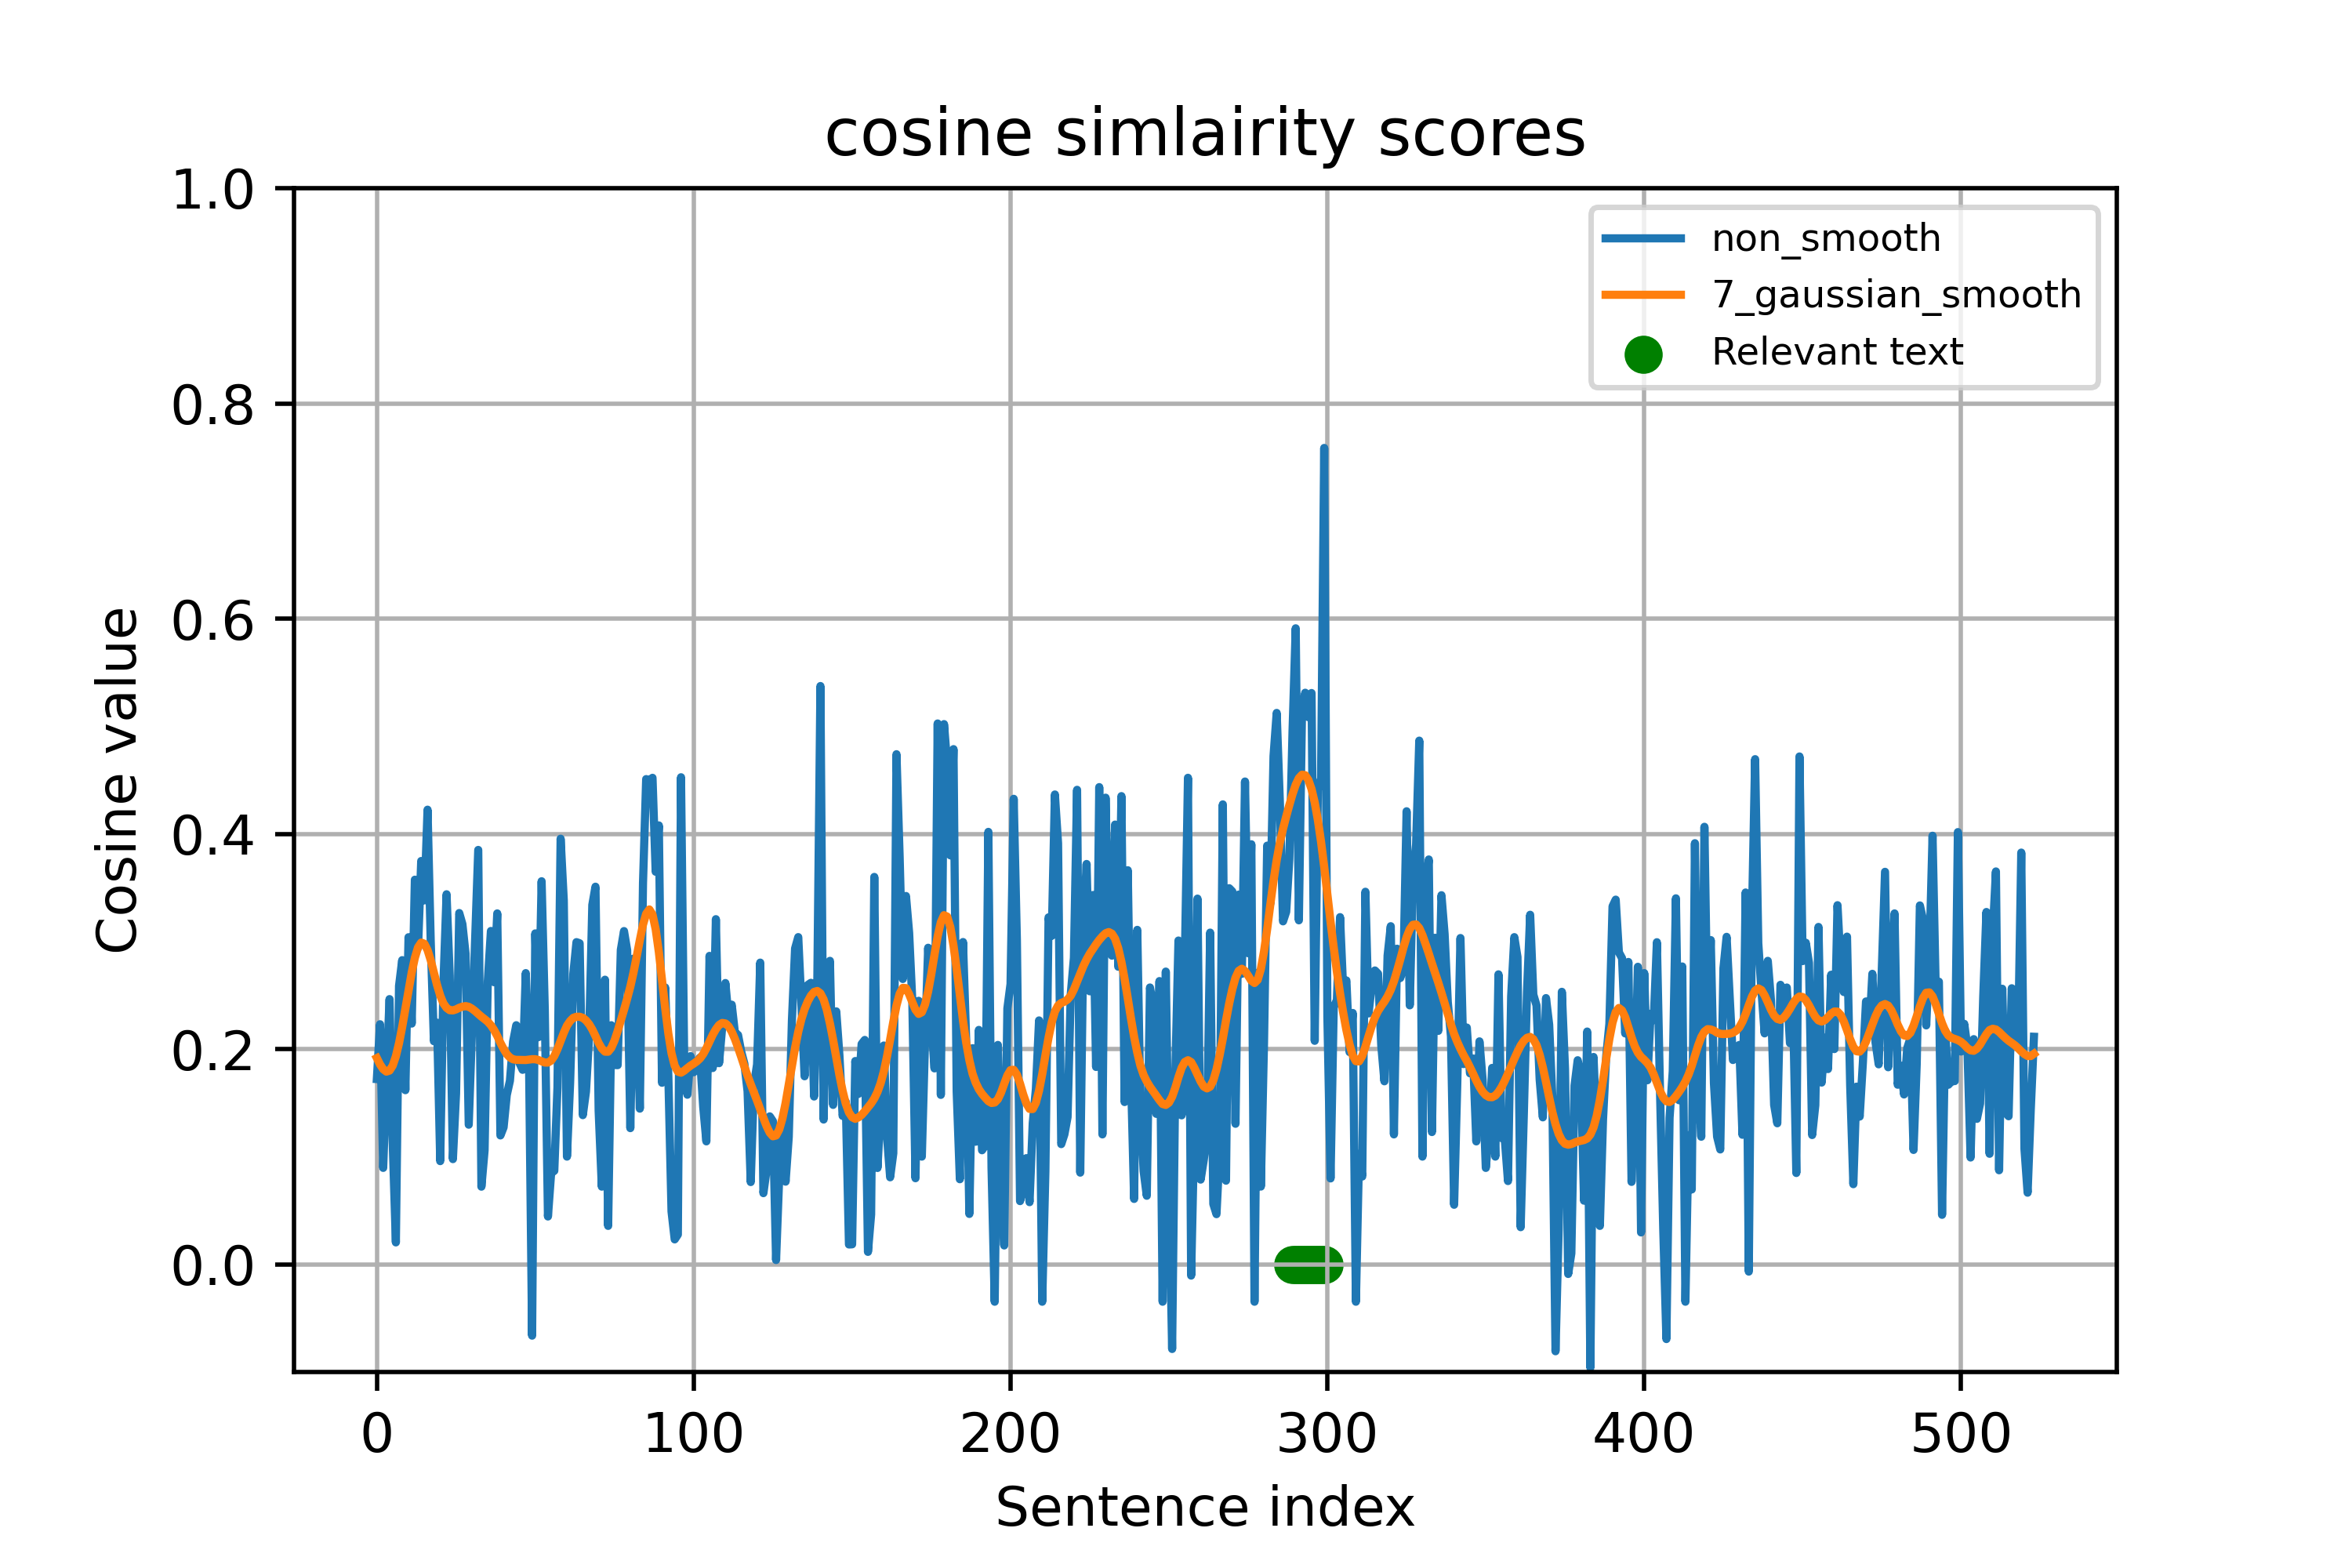 cosine simlairity scores
1.0
0.8
0.6
0.4
0.2
0.0
Cosine value
non_smooth
7_gaussian_smooth
Relevant text
0 100 200 300 400 500
Sentence index